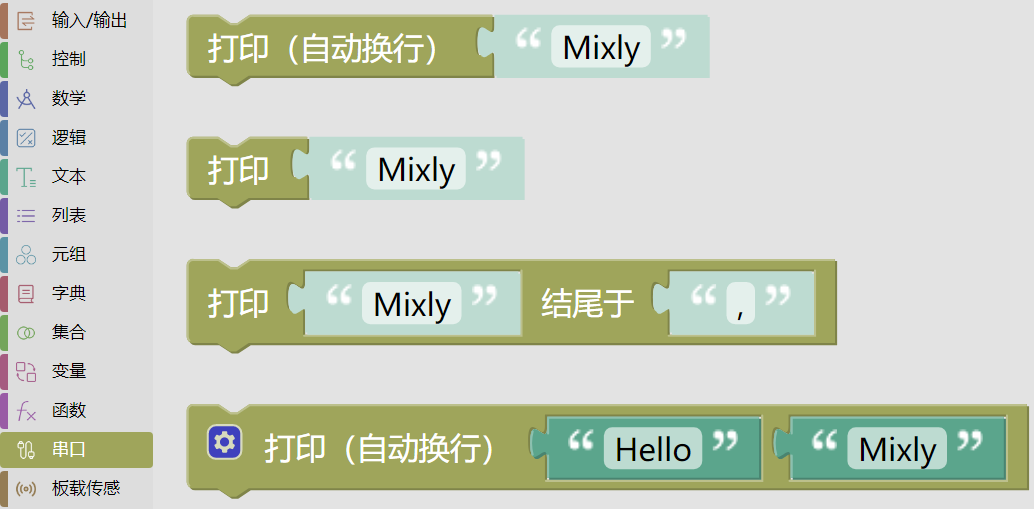 输入/输出
控制
数学
逻辑
文本
列表
元组
字典
集合
变量
函数
串口
板载传感
打印（自动换行） “ Mixly ”
打印 “ Mixly ”
打印 “ Mixly ” 结尾于 “ , ”
打印（自动换行） “ Hello ” “ Mixly ”